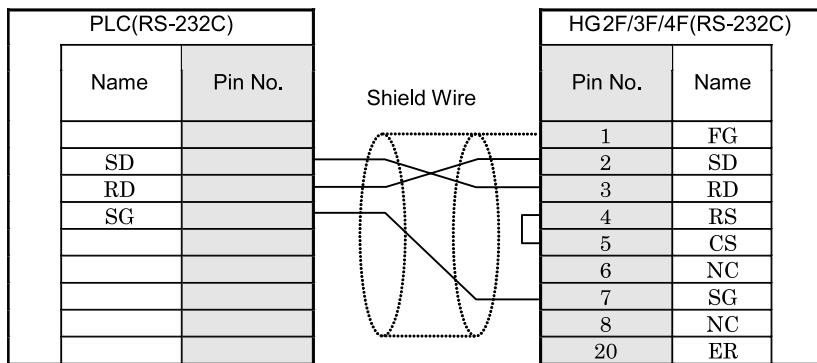 PLC(RS-232C) HG2F/3F/4F(RS-232C)
Name Pin No. Pin No. Name
Shield Wire
1 FG
SD 2 SD
RD 3 RD
SG 4 RS
5 CS
6 NC
7 SG
8 NC
20 ER